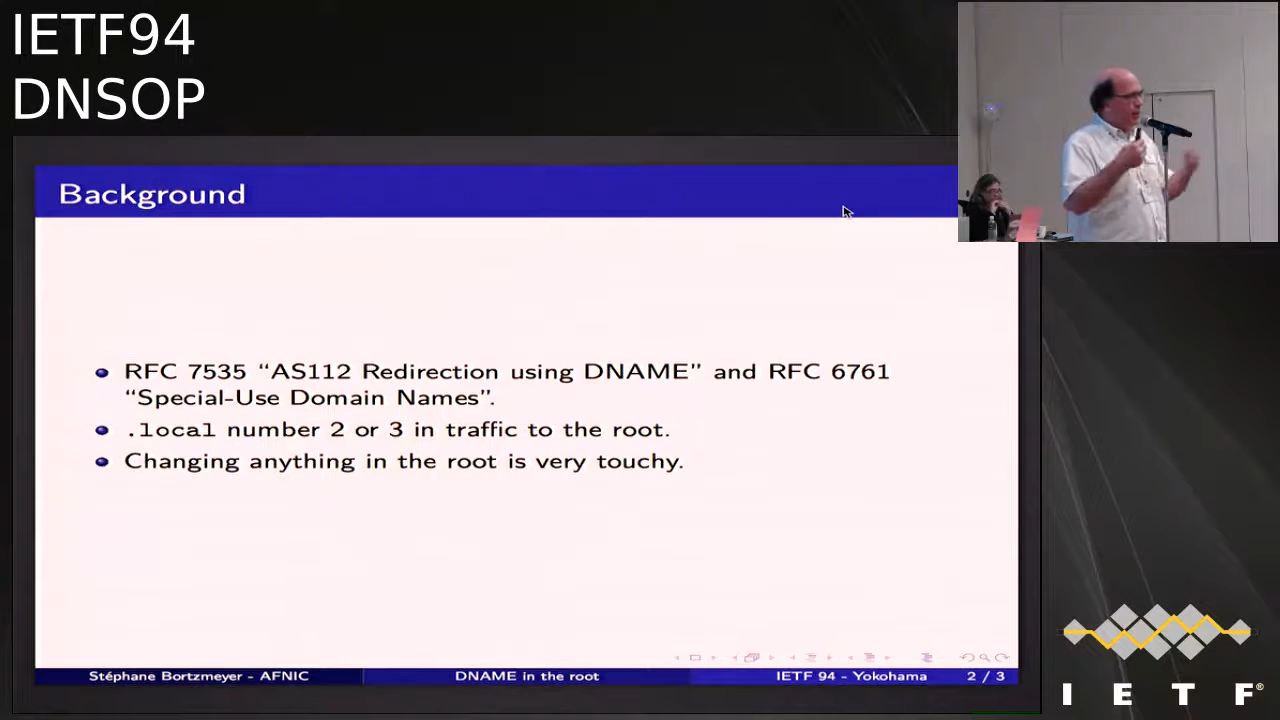 IETF94
DNSOP
Background
RFC 7535 “AS112 Redirection using DNAME” and RFC 6761
“Special-Use Domain Names”.
.local number 2 or 3 in traffic to the root.
Changing anything in the root is very touchy.
Stéphane Bortzmeyer - AFNIC DNAME in the root IETF 94 - Yokohama 2 / 3
I E T F®